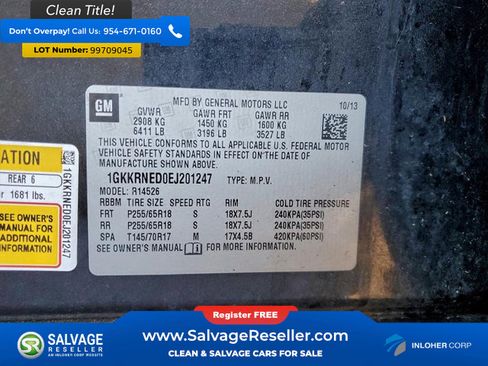 Clean Title!
Don't Overpay! Call Us: 954-671-0160
LOT Number: 99709045
GM
MFD BY GENERAL MOTORS LLC
10/13
GVWR GAWR FRT GAWR RR
2908 KG 1450 KG 1600 KG
6411 LB 3196 LB 3527 LB
THIS VEHICLE CONFORMS TO ALL APPLICABLE U.S. FEDERAL MOTOR
VEHICLE SAFETY STANDARDS IN EFFECT ON THE DATE OF
MANUFACTURE SHOWN ABOVE.
1GKKRNED0EJ201247 TYPE: M.P.V.
MODEL: R14526
RBBM TIRE SIZE SPEED RTG RIM COLD TIRE PRESSURE
FRT P255/65R18 S 18X7.5J 240KPA(35PSI)
RR P255/65R18 S 18X7.5J 240KPA(35PSI)
SPA T145/70R17 M 17X4.5B 420KPA(60PSI)
SEE OWNER'S MANUAL FOR ADDITIONAL INFORMATION.
ATION
REAR 6
1681 lbs.
SEE OWNER'S
MANUAL FOR
ADDITIONAL
INFORMATION
1GKKRNED0EJ201247
Register FREE!
www.SalvageReseller.com
CLEAN & SALVAGE CARS FOR SALE
SALVAGE
RESELLER
AN INLOHER CORP WEBSITE
INLOHER CORP